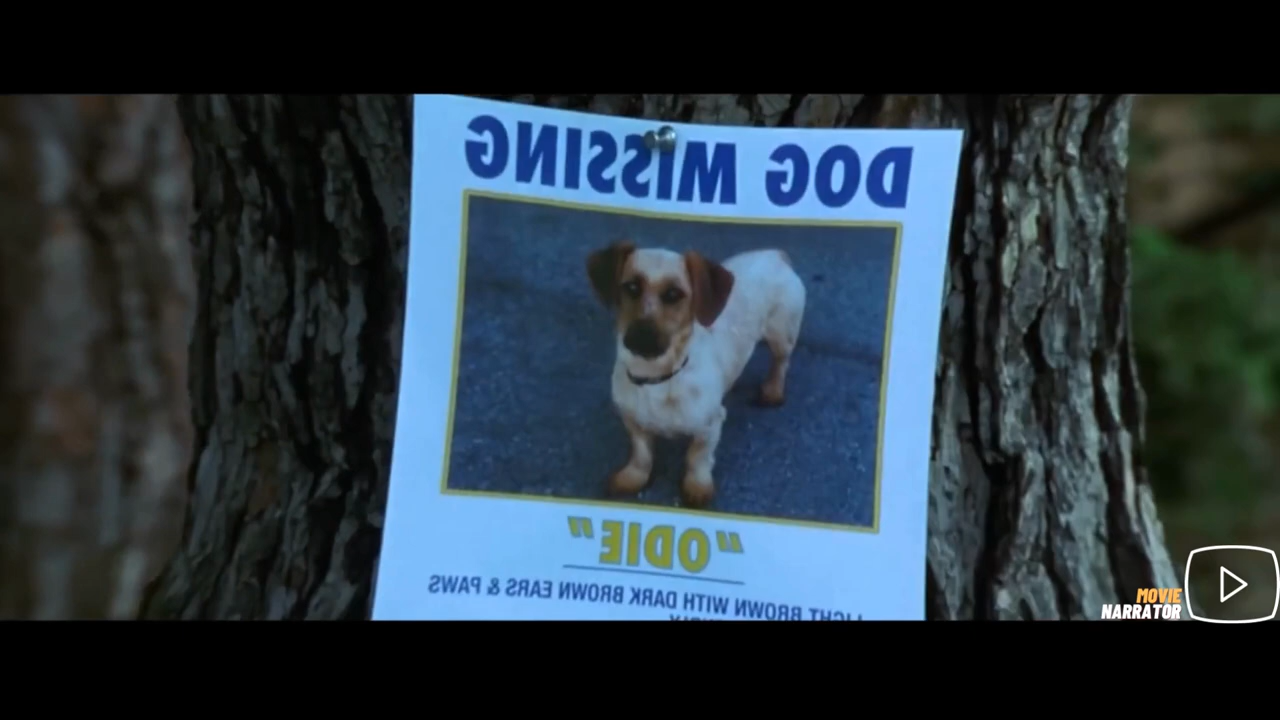 DOG MISSING
"ODIE"
LIGHT BROWN WITH DARK BROWN EARS & PAWS
MOVIE
NARRATOR